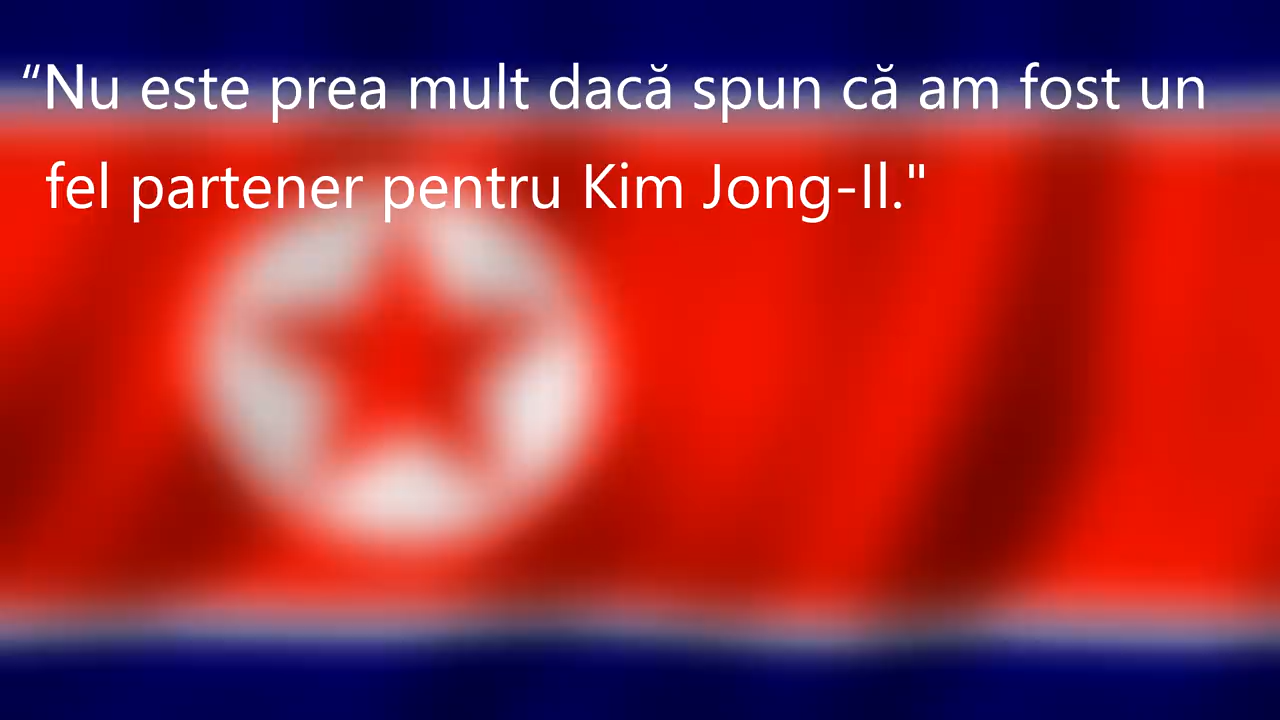 “Nu este prea mult dacă spun că am fost un
fel partener pentru Kim Jong-Il."